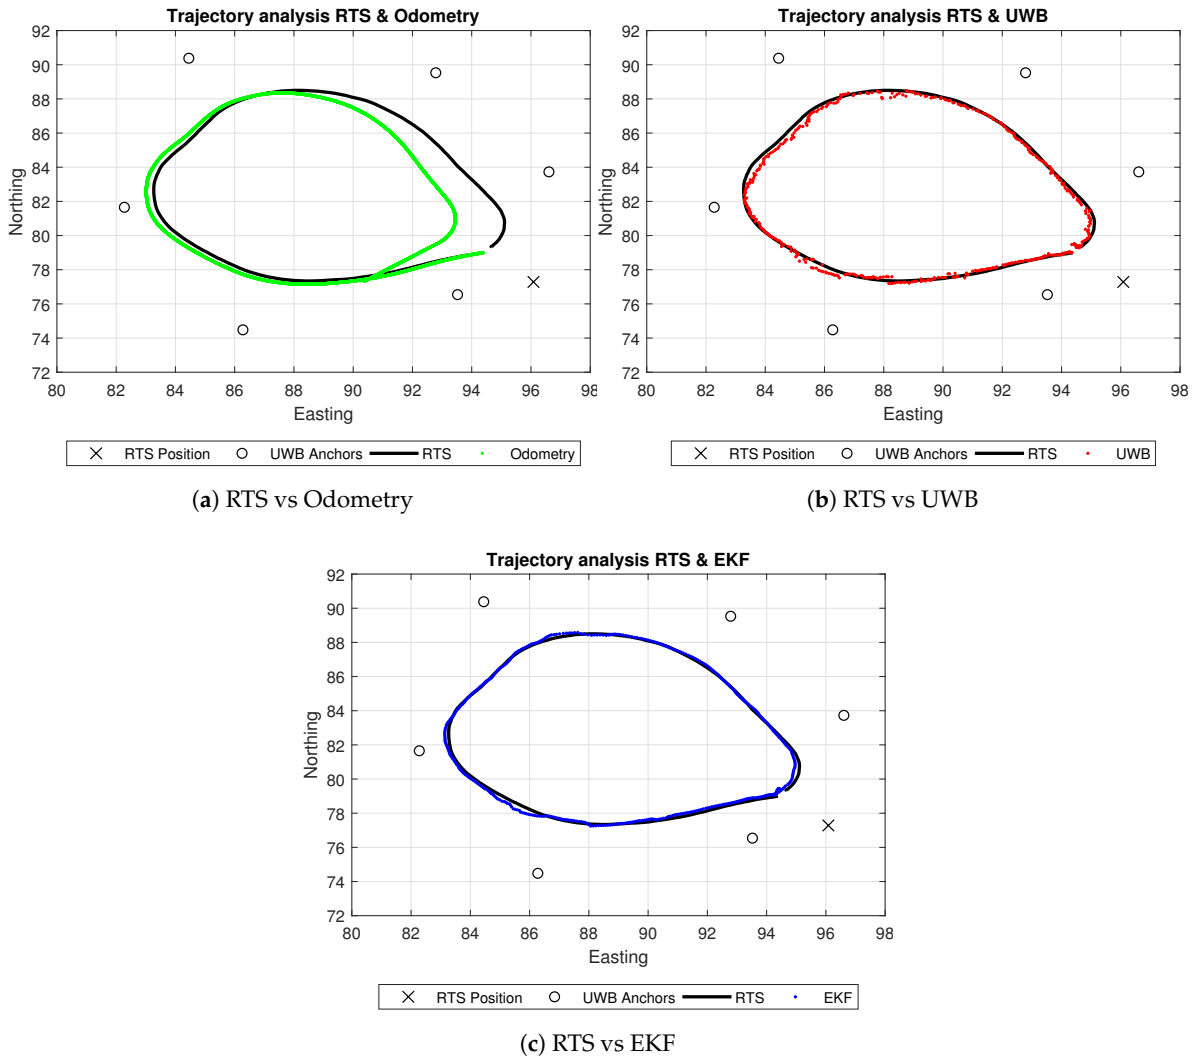 Trajectory analysis RTS & Odometry
92
90
88
86
84
82
80
78
76
74
72
Northing
80 82 84 86 88 90 92 94 96 98
Easting
RTS Position UWB Anchors RTS Odometry
(a) RTS vs Odometry
Trajectory analysis RTS & UWB
92
90
88
86
84
82
80
78
76
74
72
Northing
80 82 84 86 88 90 92 94 96 98
Easting
RTS Position UWB Anchors RTS UWB
(b) RTS vs UWB
Trajectory analysis RTS & EKF
92
90
88
86
84
82
80
78
76
74
72
Northing
80 82 84 86 88 90 92 94 96 98
Easting
RTS Position UWB Anchors RTS EKF
(c) RTS vs EKF